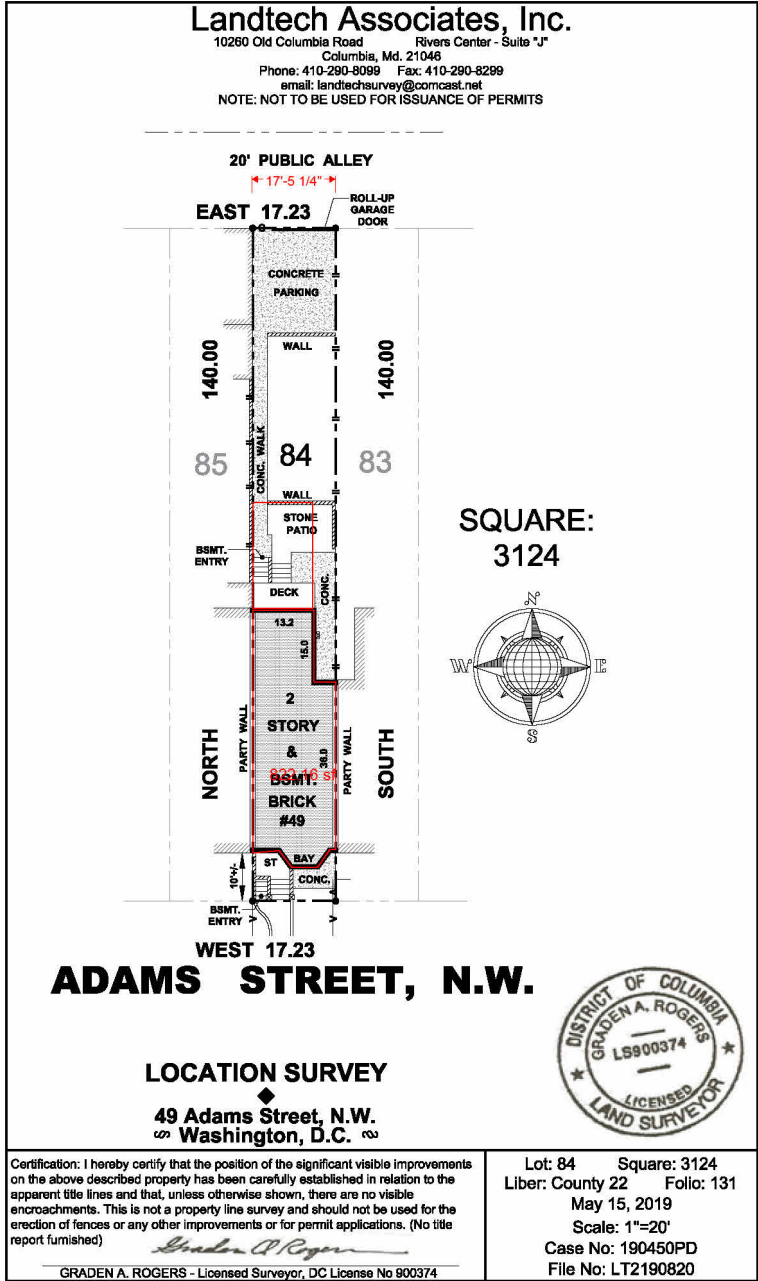 Landtech Associates, Inc.
10260 Old Columbia Road Rivers Center - Suite "J"
Columbia, Md. 21046
Phone: 410-290-8099 Fax: 410-290-8299
email: landtechsurvey@comcast.net
NOTE: NOT TO BE USED FOR ISSUANCE OF PERMITS
20' PUBLIC ALLEY
17'-5 1/4"
EAST 17.23
ROLL-UP
GARAGE
DOOR
CONCRETE
PARKING
WALL
140.00
140.00
CONC. WALK
85
84
83
WALL
STONE
PATIO
BSMT.
ENTRY
DECK
CONC.
SQUARE:
3124
N
W
E
S
13.2
15.0
2
STORY
&
BSMT.
BRICK
#49
822.16 sf
36.0
PARTY WALL
PARTY WALL
NORTH
SOUTH
ST
BAY
CONC.
10'+/-
BSMT.
ENTRY
WEST 17.23
ADAMS STREET, N.W.
DISTRICT OF COLUMBIA
GRADEN A. ROGERS
LS900374
LICENSED
LAND SURVEYOR
LOCATION SURVEY
49 Adams Street, N.W.
Washington, D.C.
Certification: I hereby certify that the position of the significant visible improvements
on the above described property has been carefully established in relation to the
apparent title lines and that, unless otherwise shown, there are no visible
encroachments. This is not a property line survey and should not be used for the
erection of fences or any other improvements or for permit applications. (No title
report furnished)
Graden A Rogers
GRADEN A. ROGERS - Licensed Surveyor, DC License No 900374
Lot: 84 Square: 3124
Liber: County 22 Folio: 131
May 15, 2019
Scale: 1"=20'
Case No: 190450PD
File No: LT2190820